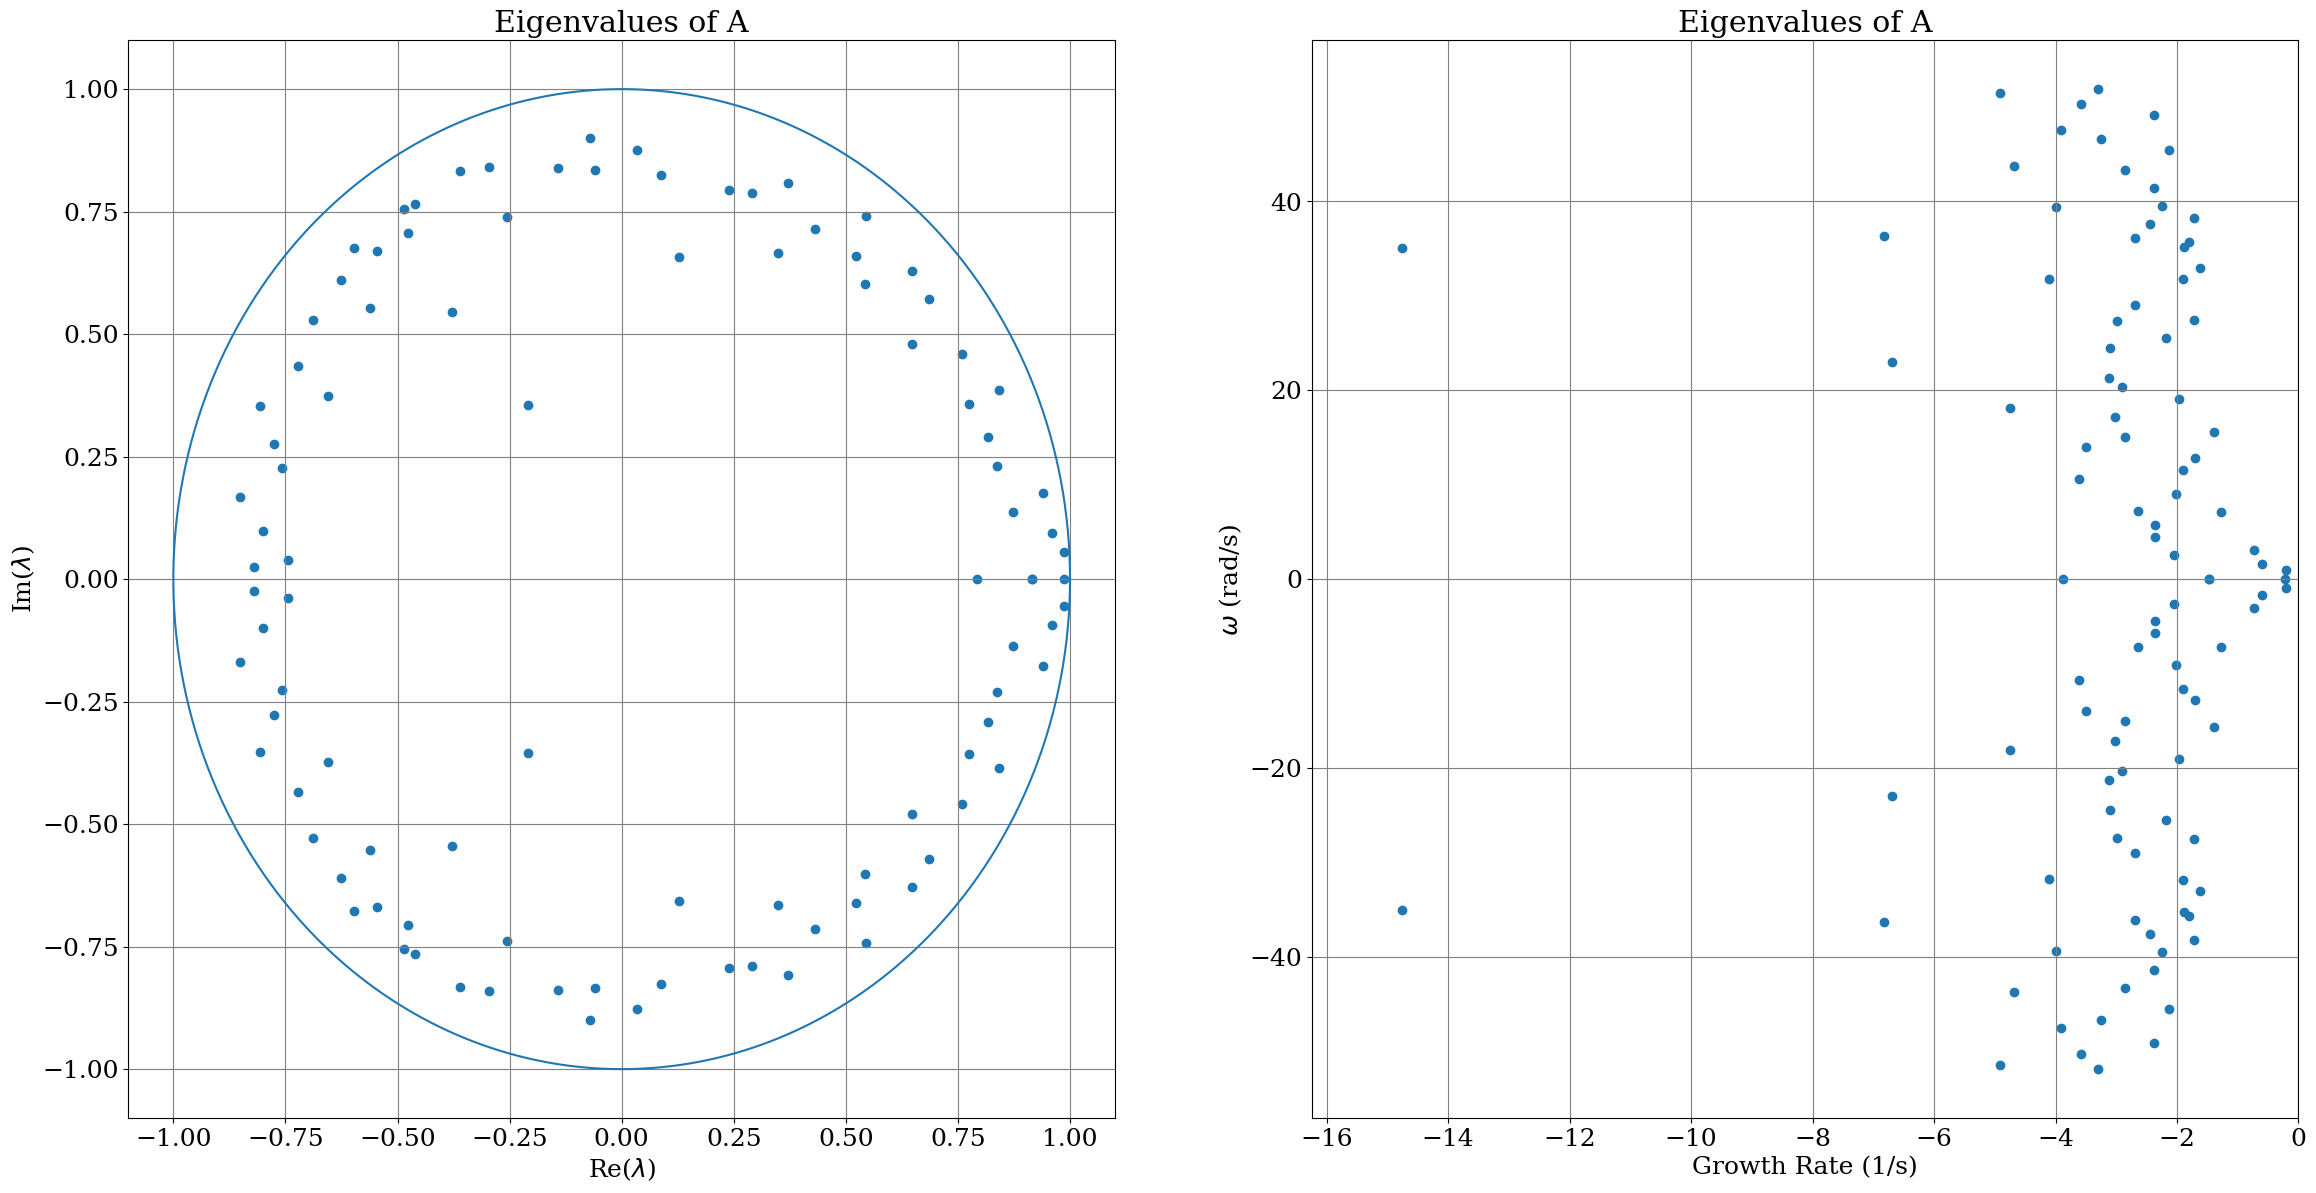 Eigenvalues of A
1.00
0.75
0.50
0.25
0.00
−0.25
−0.50
−0.75
−1.00
Im(λ)
−1.00 −0.75 −0.50 −0.25 0.00 0.25 0.50 0.75 1.00
Re(λ)
Eigenvalues of A
40
20
0
−20
−40
ω (rad/s)
−16 −14 −12 −10 −8 −6 −4 −2 0
Growth Rate (1/s)